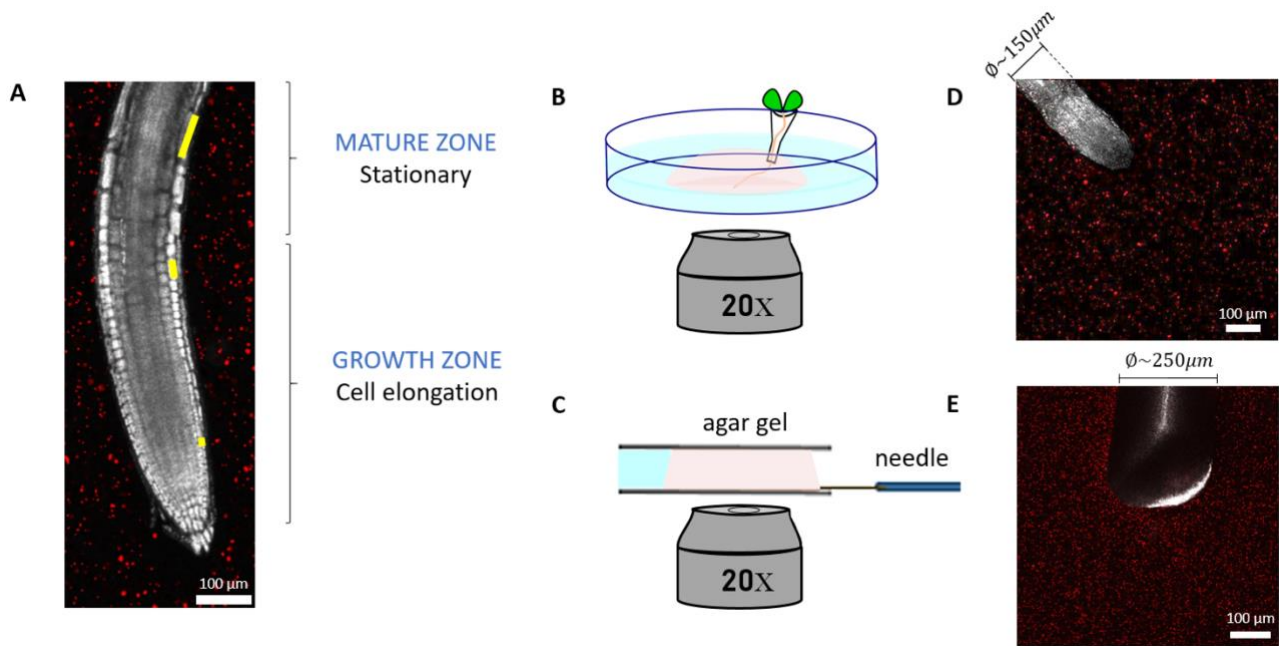 A
MATURE ZONE
Stationary
GROWTH ZONE
Cell elongation
100 µm
B
20X
C
agar gel
needle
20X
D
Ø~150µm
100 µm
E
Ø~250µm
100 µm